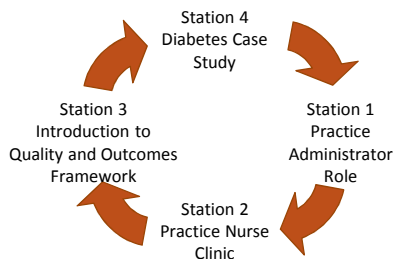 Station 4
Diabetes Case
Study
Station 1
Practice
Administrator
Role
Station 2
Practice Nurse
Clinic
Station 3
Introduction to
Quality and Outcomes
Framework